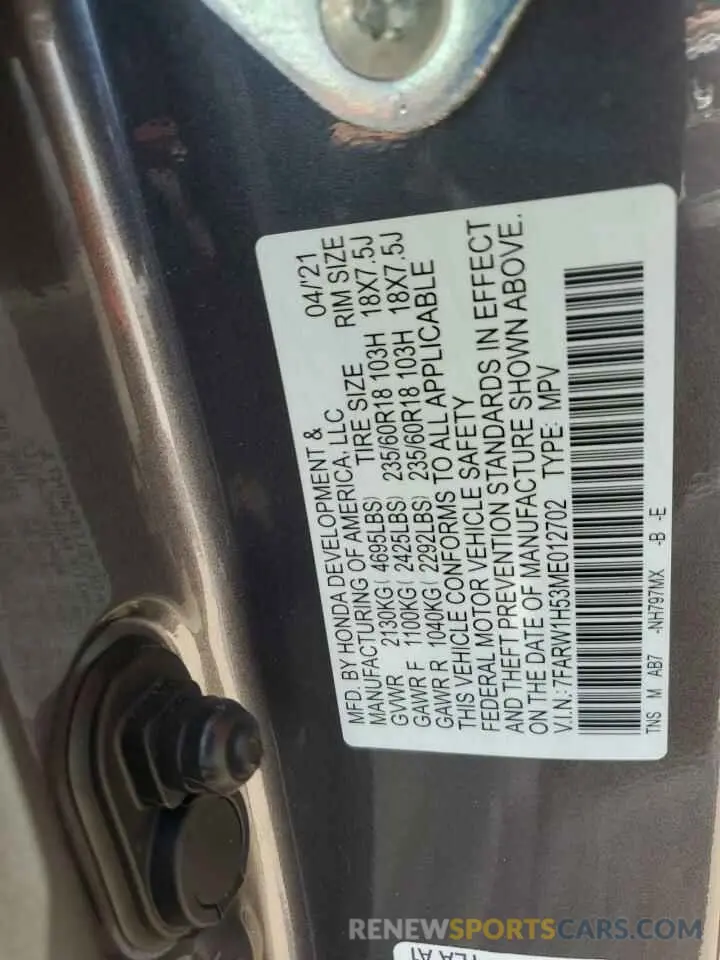 MFD. BY HONDA DEVELOPMENT & 04/'21
MANUFACTURING OF AMERICA, LLC
TIRE SIZE RIM SIZE
GVWR 2130KG( 4695LBS)
GAWR F 1100KG( 2425LBS) 235/60R18 103H 18X7.5J
GAWR R 1040KG( 2292LBS) 235/60R18 103H 18X7.5J
THIS VEHICLE CONFORMS TO ALL APPLICABLE
FEDERAL MOTOR VEHICLE SAFETY
AND THEFT PREVENTION STANDARDS IN EFFECT
ON THE DATE OF MANUFACTURE SHOWN ABOVE.
V.I.N.: 7FARW1H53ME012702 TYPE: MPV
TNS M AB7 -NH797MX -B -E
RENEWSPORTSCARS.COM